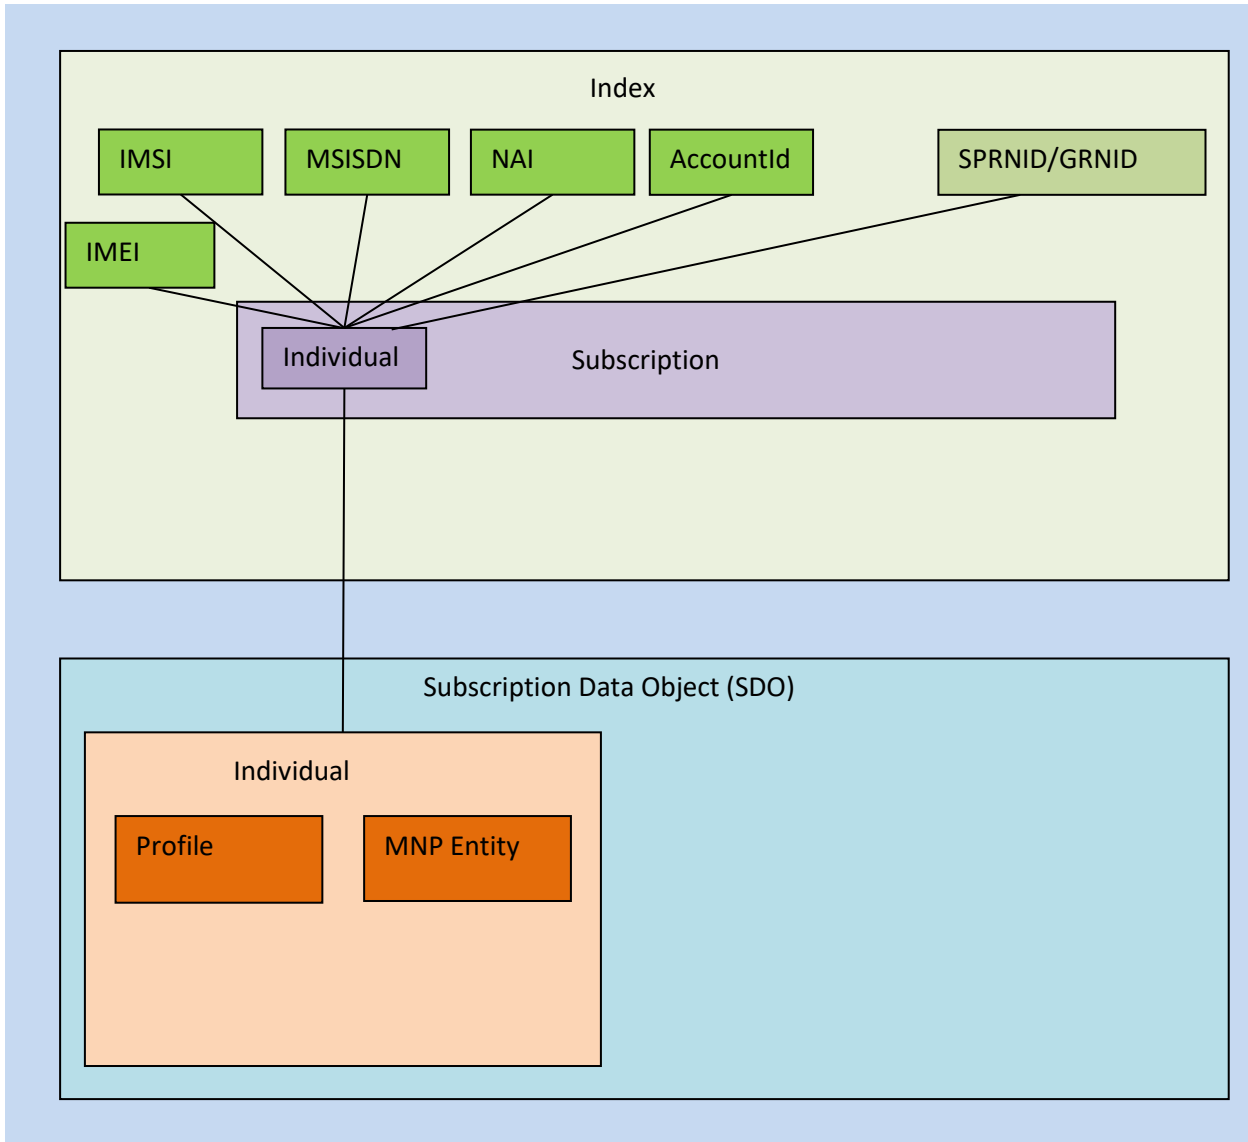 Index
IMSI
MSISDN
NAI
AccountId
SPRNID/GRNID
IMEI
Individual
Subscription
Subscription Data Object (SDO)
Individual
Profile
MNP Entity